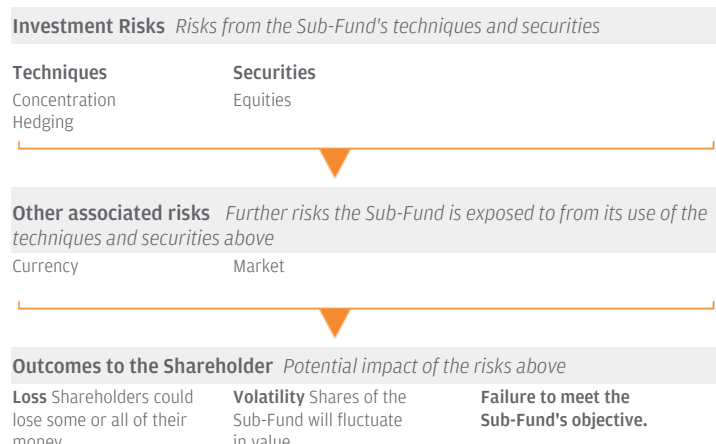 Investment Risks Risks from the Sub-Fund's techniques and securities
Techniques
Concentration
Hedging
Securities
Equities
Other associated risks Further risks the Sub-Fund is exposed to from its use of the
techniques and securities above
Currency
Market
Outcomes to the Shareholder Potential impact of the risks above
Loss Shareholders could
lose some or all of their
money
Volatility Shares of the
Sub-Fund will fluctuate
in value
Failure to meet the
Sub-Fund's objective.